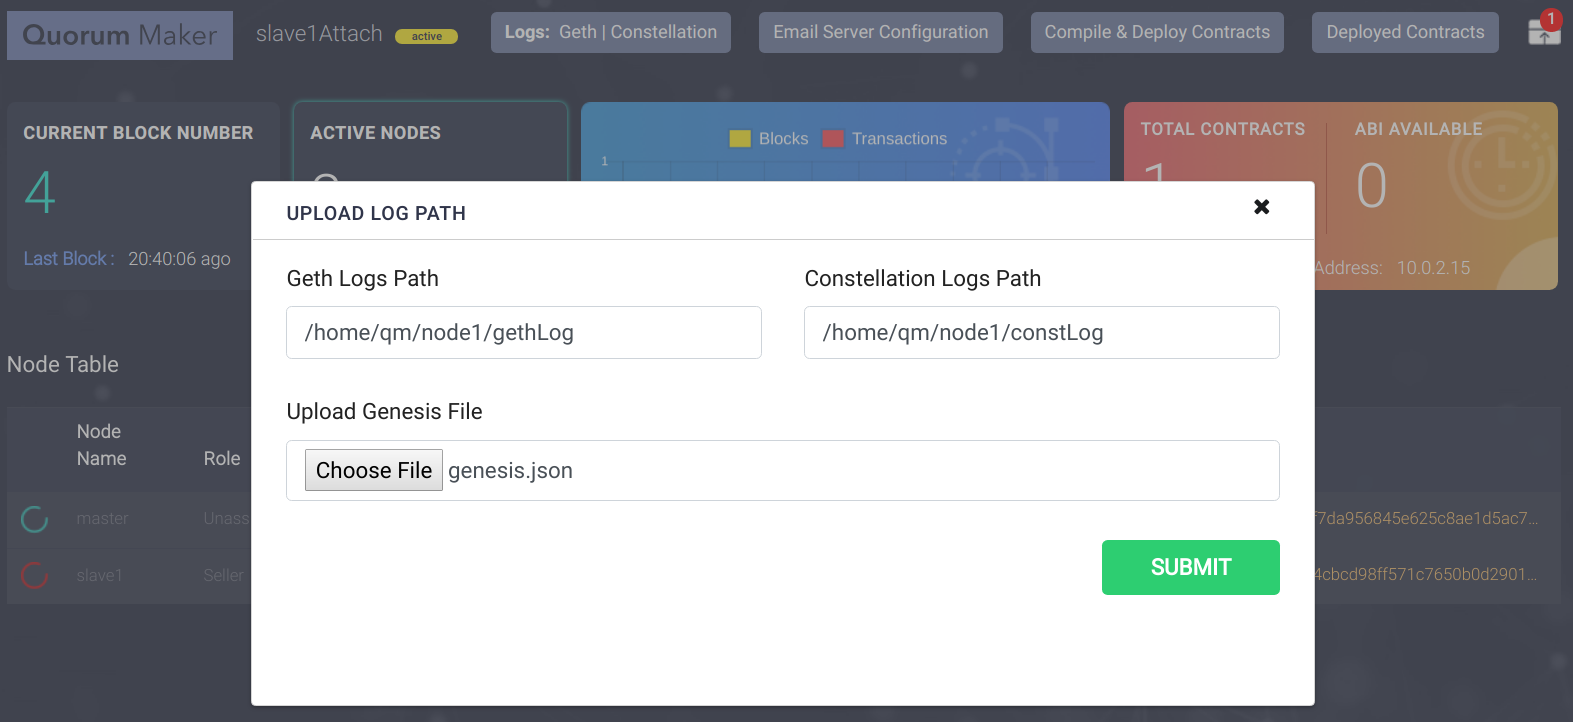 Quorum Maker
slave1Attach active
Logs: Geth | Constellation
Email Server Configuration
Compile & Deploy Contracts
Deployed Contracts
1
CURRENT BLOCK NUMBER
4
Last Block : 20:40:06 ago
ACTIVE NODES
Blocks Transactions
1
TOTAL CONTRACTS
1
ABI AVAILABLE
0
Address: 10.0.2.15
UPLOAD LOG PATH
Geth Logs Path
/home/qm/node1/gethLog
Constellation Logs Path
/home/qm/node1/constLog
Upload Genesis File
Choose File genesis.json
SUBMIT
Node Table
Node
Name
Role
master Unass
f7da956845e625c8ae1d5ac7...
slave1 Seller
4cbcd98ff571c7650b0d2901...